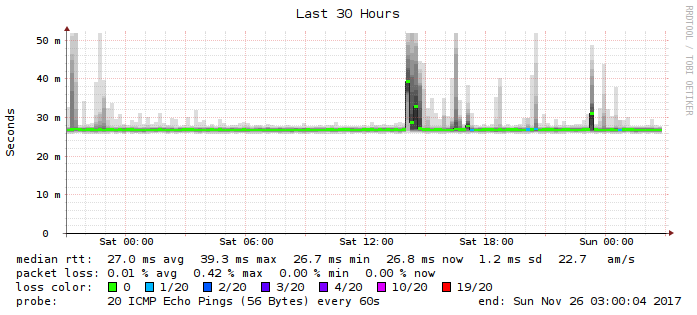 Last 30 Hours
RRDTOOL / TOBI OETIKER
Seconds
50 m
40 m
30 m
20 m
10 m
0
Sat 00:00 Sat 06:00 Sat 12:00 Sat 18:00 Sun 00:00
median rtt: 27.0 ms avg 39.3 ms max 26.7 ms min 26.8 ms now 1.2 ms sd 22.7 am/s
packet loss: 0.01 % avg 0.42 % max 0.00 % min 0.00 % now
loss color: 0 1/20 2/20 3/20 4/20 10/20 19/20
probe: 20 ICMP Echo Pings (56 Bytes) every 60s end: Sun Nov 26 03:00:04 2017